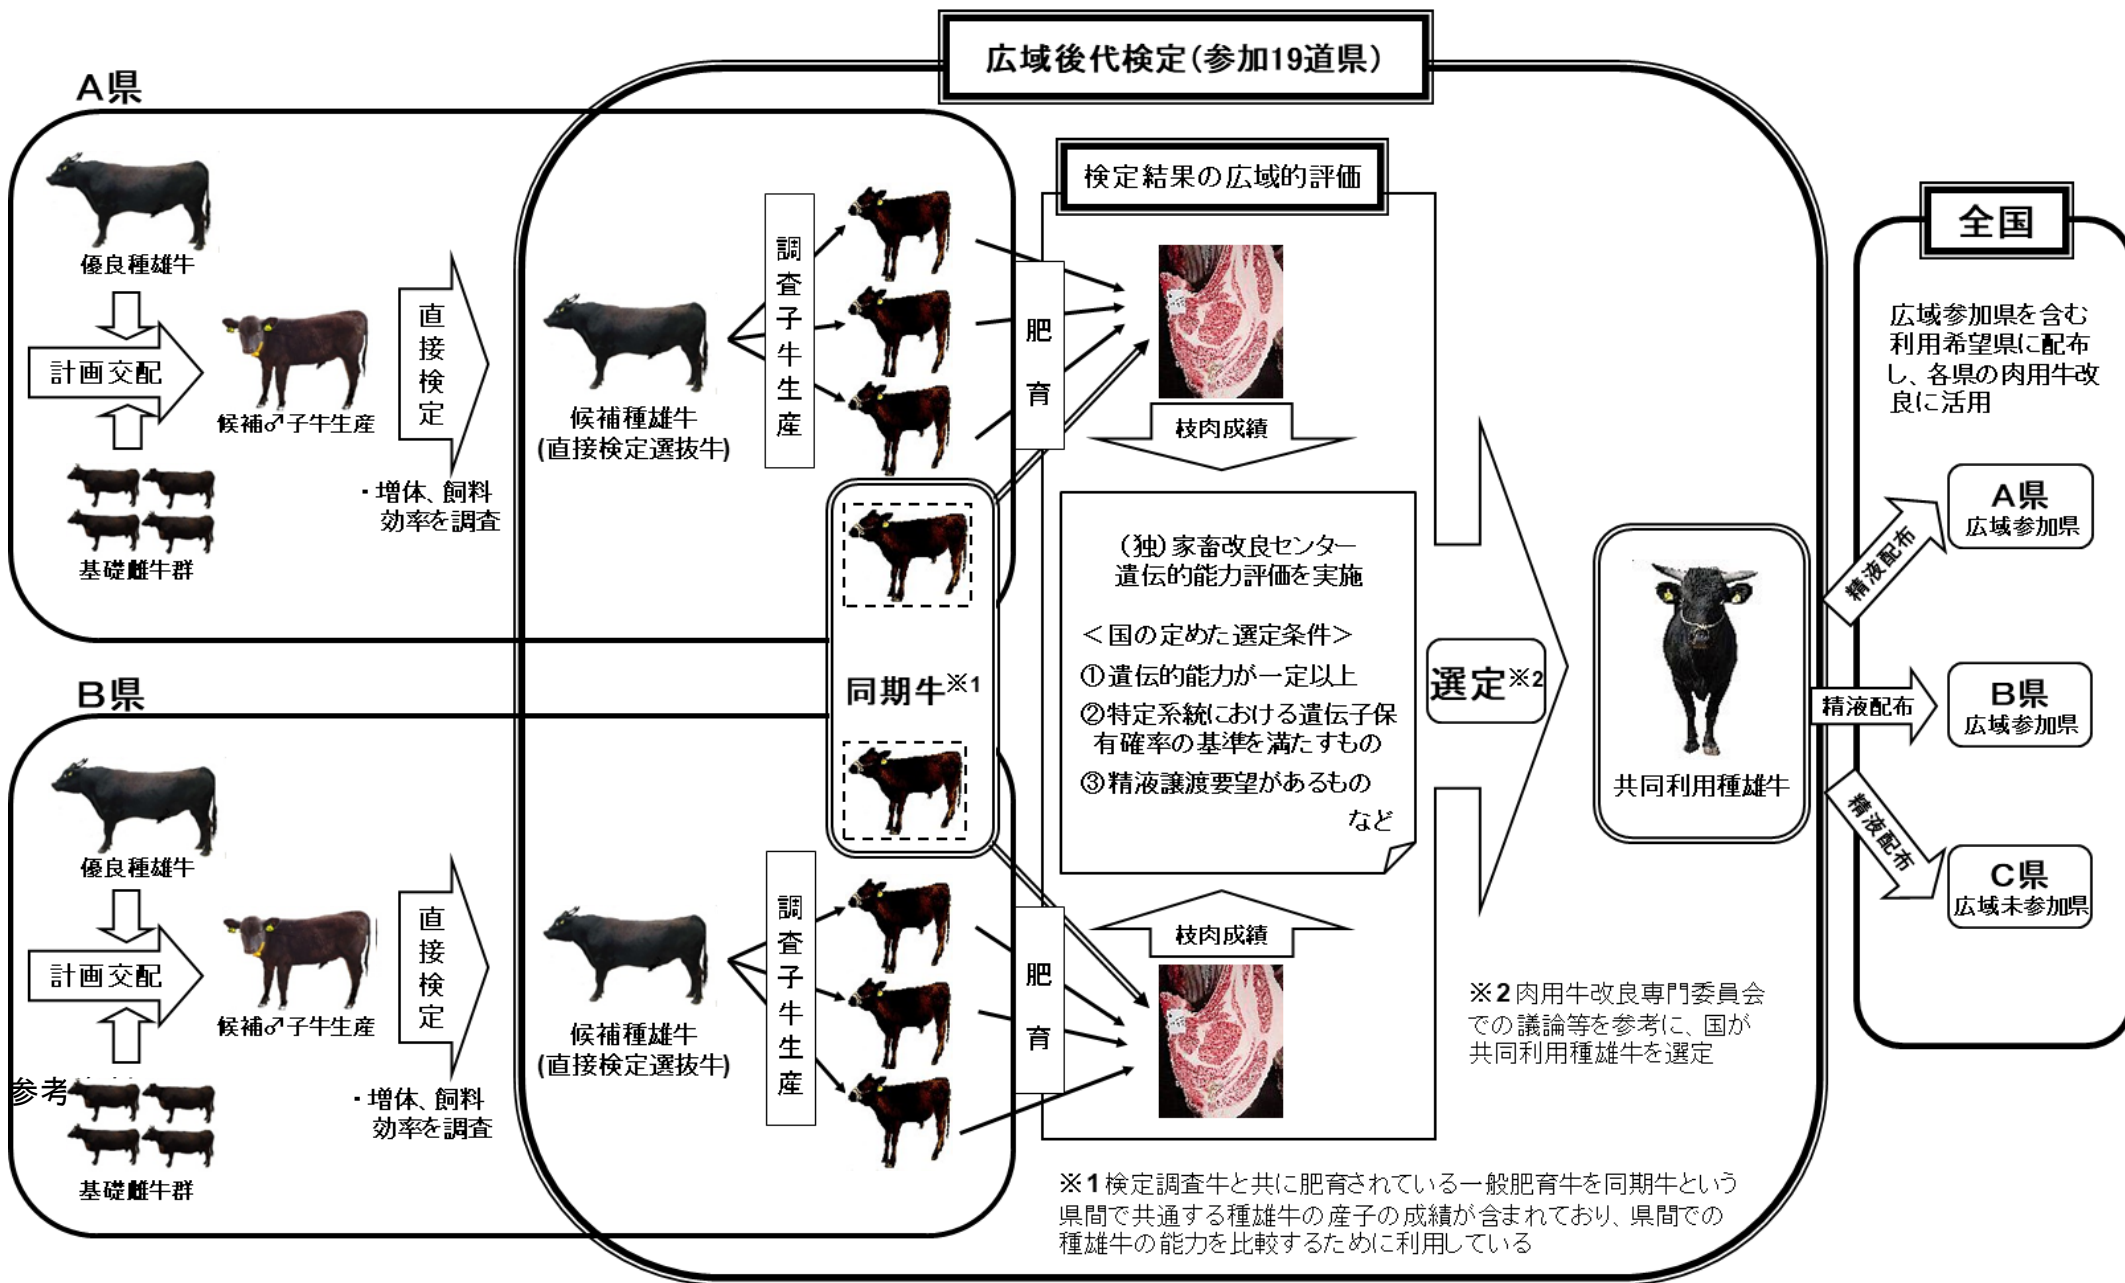 広域後代検定(参加19道県)
A県
優良種雄牛
計画交配
基礎雌牛群
候補♂子牛生産
直接検定
・増体、飼料
効率を調査
候補種雄牛
(直接検定選抜牛)
調査子牛生産
肥育
検定結果の広域的評価
枝肉成績
同期牛※1
B県
優良種雄牛
計画交配
参考
基礎雌牛群
候補♂子牛生産
直接検定
・増体、飼料
効率を調査
候補種雄牛
(直接検定選抜牛)
調査子牛生産
肥育
枝肉成績
(独)家畜改良センター
遺伝的能力評価を実施
<国の定めた選定条件>
①遺伝的能力が一定以上
②特定系統における遺伝子保
有確率の基準を満たすもの
③精液譲渡要望があるもの
など
選定※2
共同利用種雄牛
※2肉用牛改良専門委員会
での議論等を参考に、国が
共同利用種雄牛を選定
※1検定調査牛と共に肥育されている一般肥育牛を同期牛という
県間で共通する種雄牛の産子の成績が含まれており、県間での
種雄牛の能力を比較するために利用している
全国
広域参加県を含む
利用希望県に配布
し、各県の肉用牛改
良に活用
精液配布
A県
広域参加県
精液配布
B県
広域参加県
精液配布
C県
広域未参加県